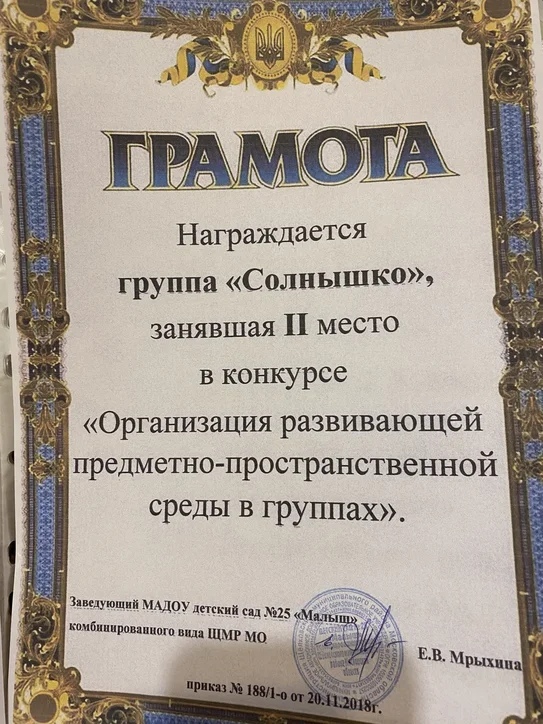 ГРАМОТА
Награждается
группа «Солнышко»,
занявшая II место
в конкурсе
«Организация развивающей
предметно-пространственной
среды в группах».
Заведующий МАДОУ детский сад №25 «Малыш»
комбинированного вида ЩМР МО
Е.В. Мрыхина
приказ № 188/1-о от 20.11.2018г.